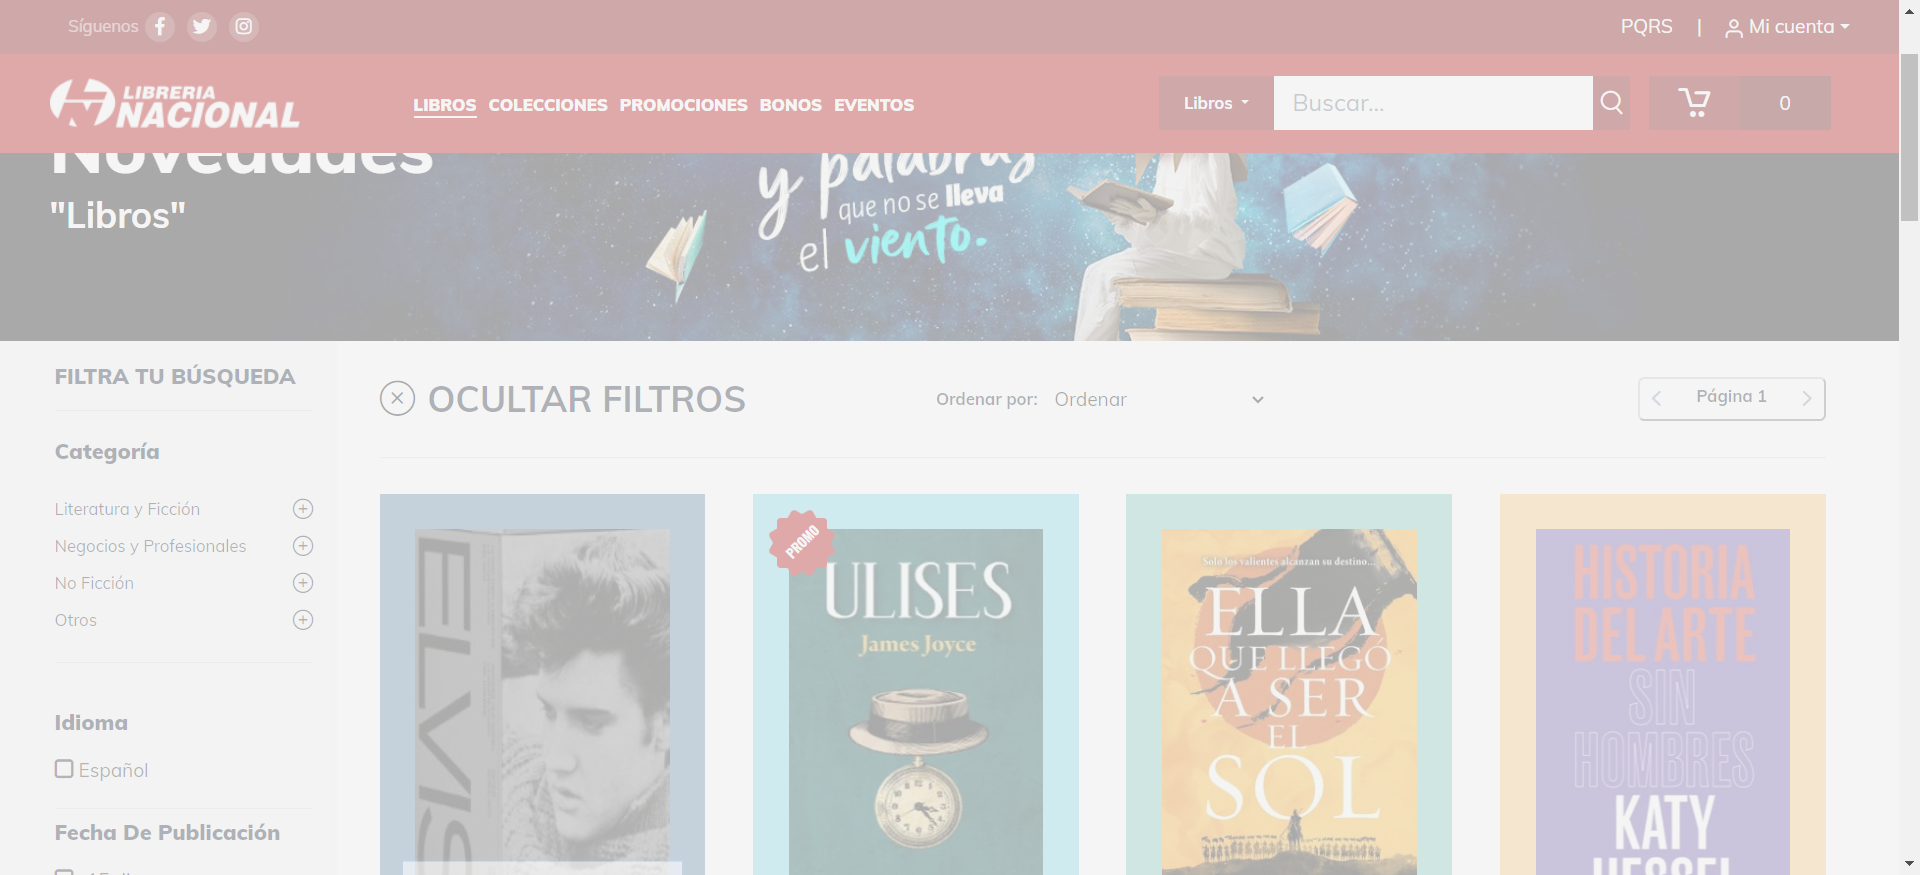 Síguenos
PQRS | Mi cuenta
LIBRERIA
NACIONAL
LIBROS COLECCIONES PROMOCIONES BONOS EVENTOS
Libros
Buscar...
0
Novedades
"Libros"
y palabras
que no se lleva
el viento.
FILTRA TU BÚSQUEDA
OCULTAR FILTROS
Ordenar por: Ordenar
Página 1
Categoría
Literatura y Ficción
Negocios y Profesionales
No Ficción
Otros
Idioma
Español
Fecha De Publicación
ELVIS
PROMO
ULISES
James Joyce
Solo los valientes alcanzan su destino...
ELLA
QUE LLEGÓ
A SER
EL
SOL
HISTORIA
DEL ARTE
SIN
HOMBRES
KATY
HESSEL